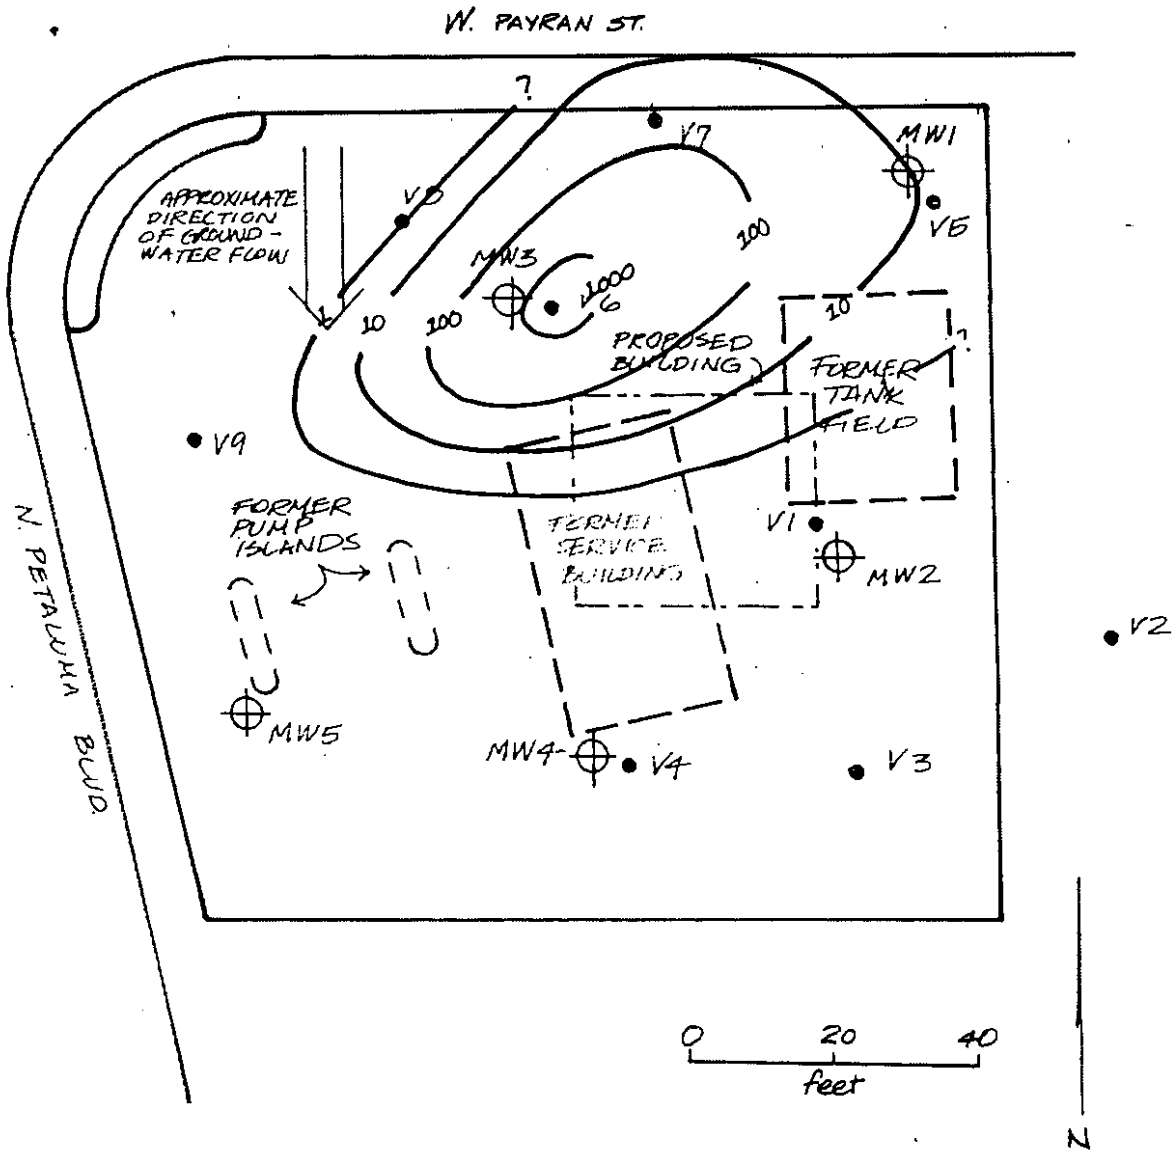 W. PAYRAN ST.
?
V7
MW1
APPROXIMATE
DIRECTION
OF GROUND-
WATER FLOW
V5
100
MW3
1000
6
1
10
100
10
PROPOSED
BUILDING
?
FORMER
TANK
FIELD
V9
FORMER
PUMP
ISLANDS
V1
FORMER
SERVICE
BUILDING
MW2
N. PETALUMA BLVD.
V2
MW5
MW4
V4
V3
0 20 40
feet
N